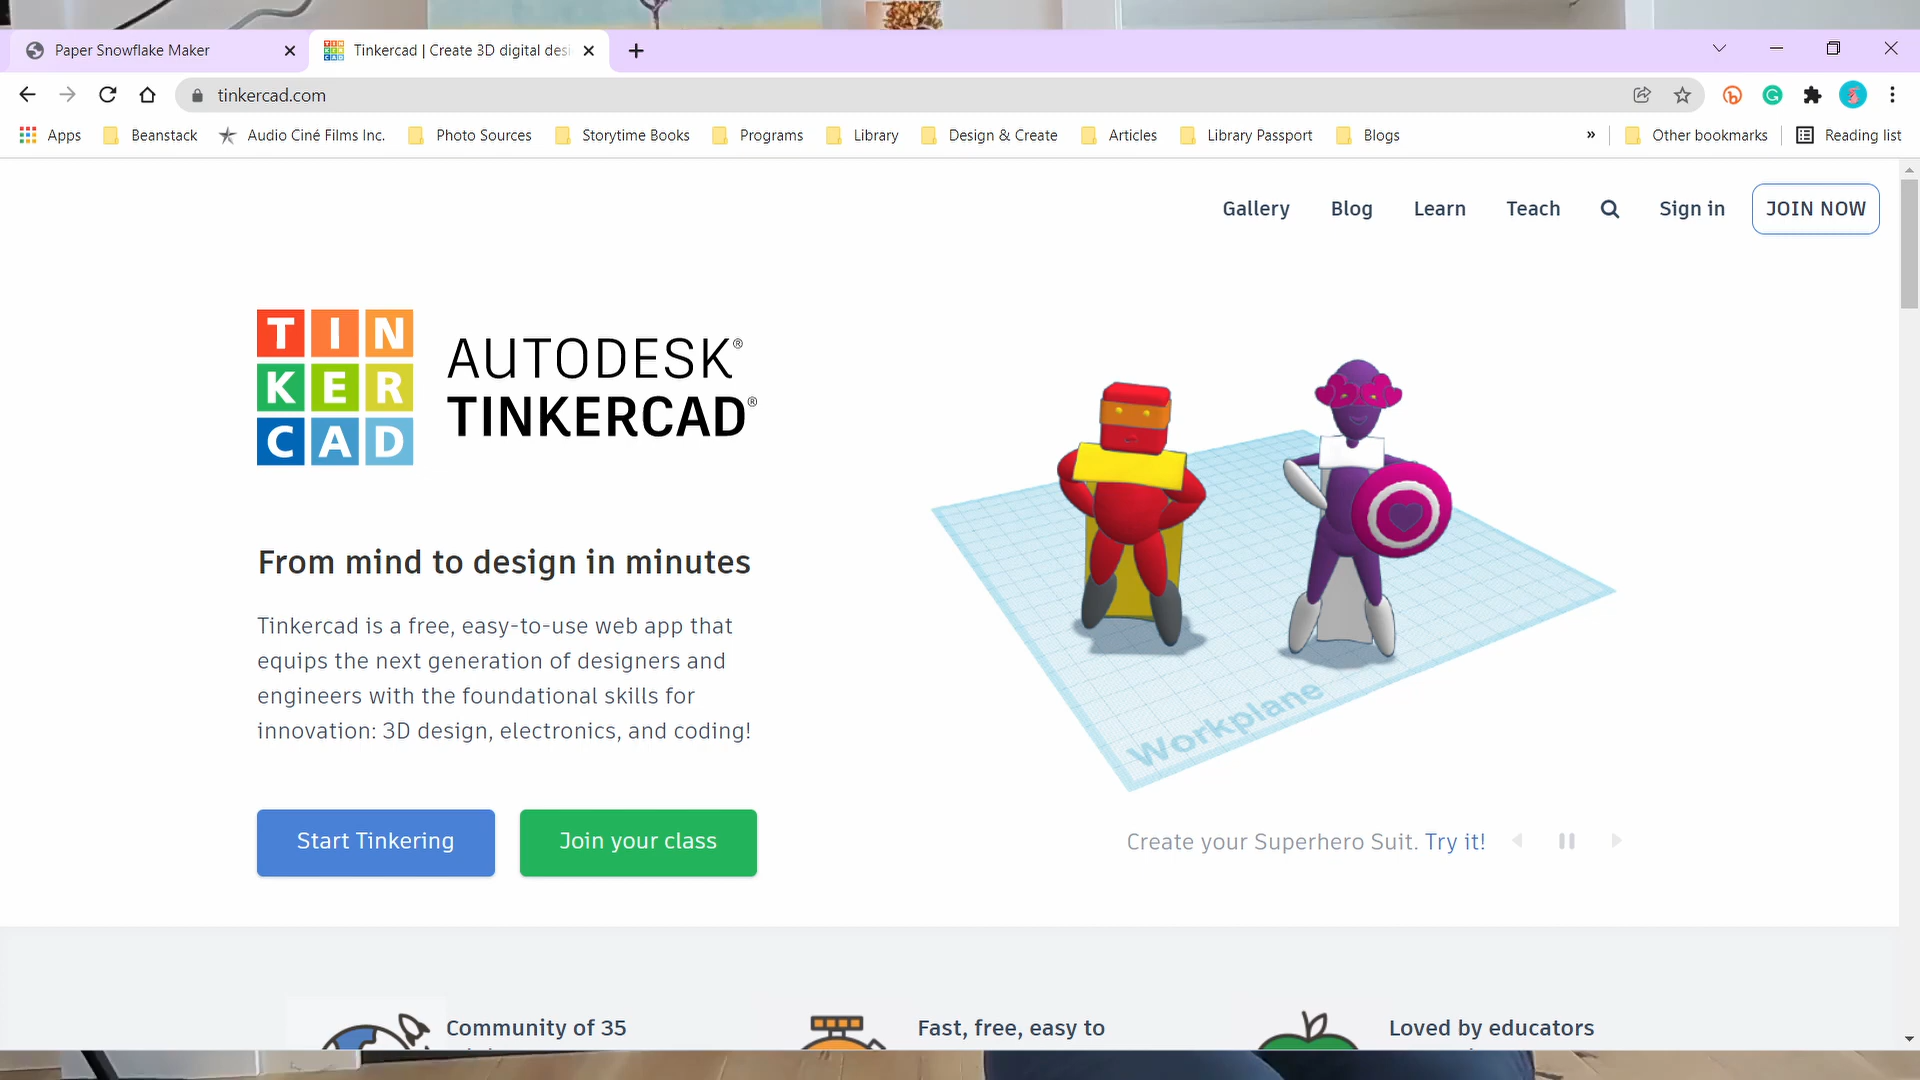 Paper Snowflake Maker
Tinkercad | Create 3D digital desi
tinkercad.com
Apps
Beanstack
Audio Ciné Films Inc.
Photo Sources
Storytime Books
Programs
Library
Design & Create
Articles
Library Passport
Blogs
»
Other bookmarks
Reading list
Gallery
Blog
Learn
Teach
Sign in
JOIN NOW
TIN
KER
CAD
AUTODESK®
TINKERCAD®
From mind to design in minutes
Tinkercad is a free, easy-to-use web app that
equips the next generation of designers and
engineers with the foundational skills for
innovation: 3D design, electronics, and coding!
Start Tinkering
Join your class
Workplane
Create your Superhero Suit. Try it!
Community of 35
Fast, free, easy to
Loved by educators